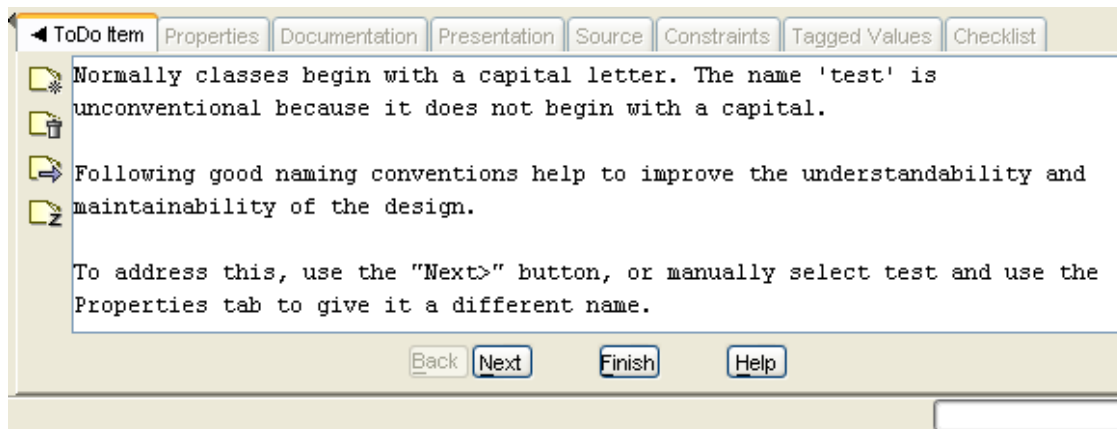 ToDo Item Properties Documentation Presentation Source Constraints Tagged Values Checklist
Normally classes begin with a capital letter. The name 'test' is
unconventional because it does not begin with a capital.
Following good naming conventions help to improve the understandability and
maintainability of the design.
To address this, use the "Next>" button, or manually select test and use the
Properties tab to give it a different name.
Back Next Finish Help